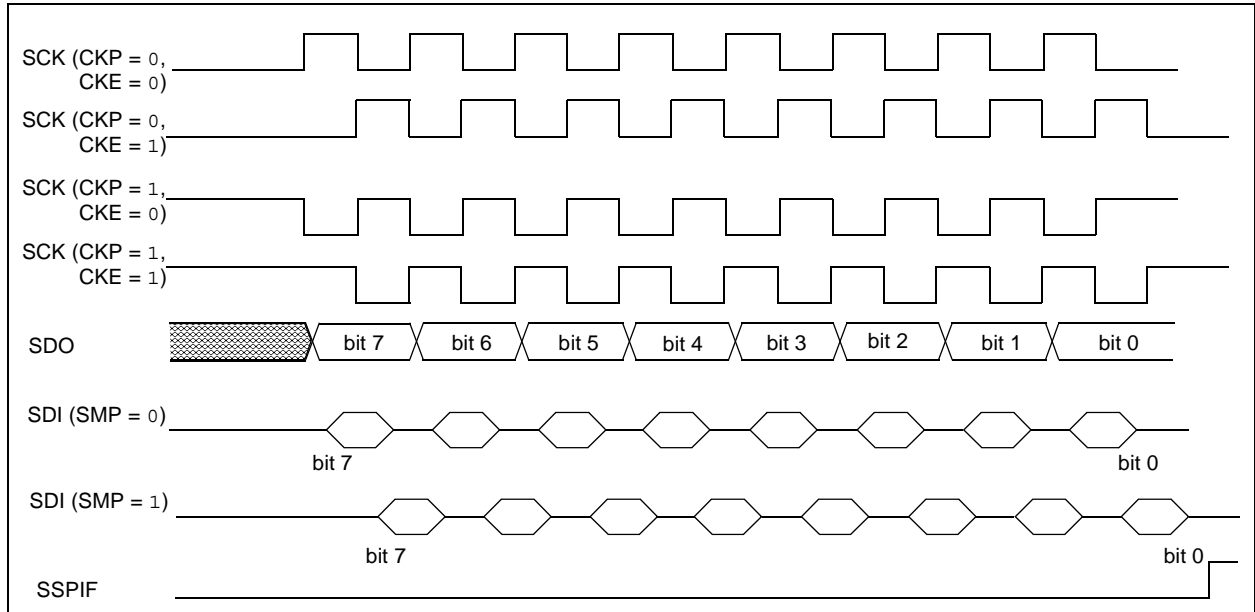 SCK (CKP = 0,
CKE = 0)
SCK (CKP = 0,
CKE = 1)
SCK (CKP = 1,
CKE = 0)
SCK (CKP = 1,
CKE = 1)
SDO bit 7 bit 6 bit 5 bit 4 bit 3 bit 2 bit 1 bit 0
SDI (SMP = 0)
bit 7 bit 0
SDI (SMP = 1)
bit 7 bit 0
SSPIF